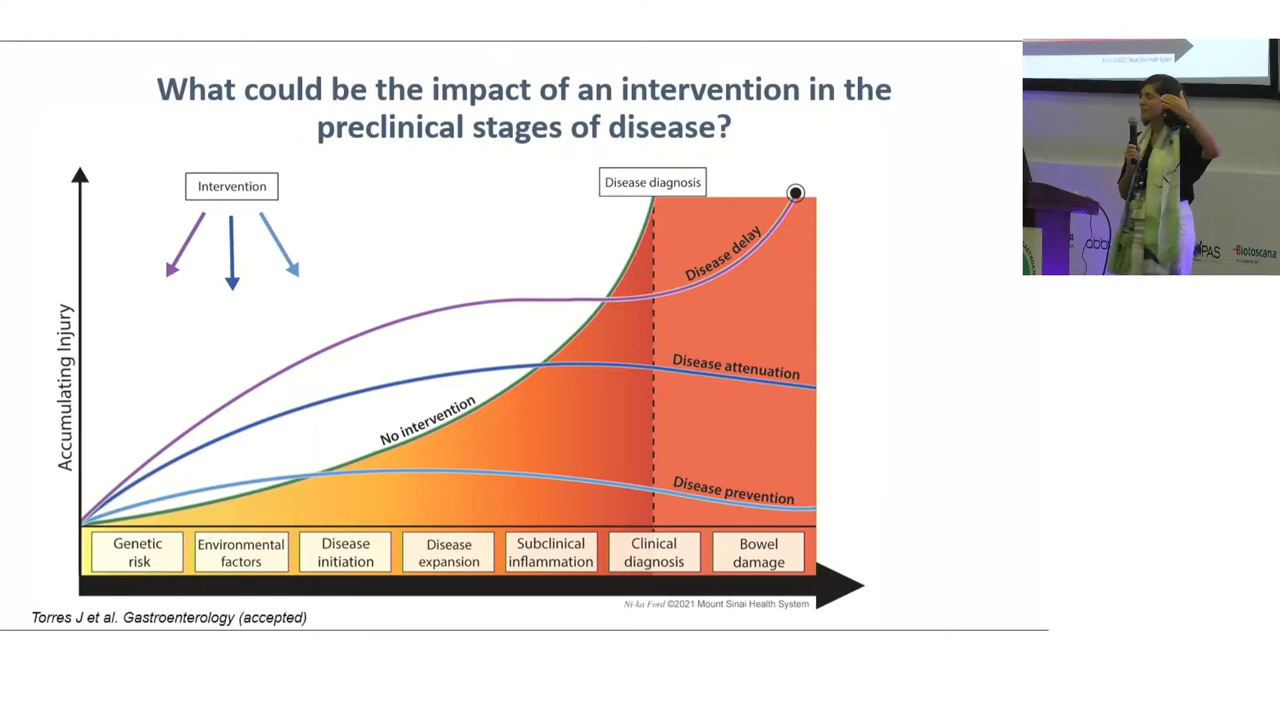 What could be the impact of an intervention in the
preclinical stages of disease?
Intervention
Disease diagnosis
Disease delay
Disease attenuation
No intervention
Disease prevention
Accumulating Injury
Genetic
risk
Environmental
factors
Disease
initiation
Disease
expansion
Subclinical
inflammation
Clinical
diagnosis
Bowel
damage
Ni-ka Ford ©2021 Mount Sinai Health System
Torres J et al. Gastroenterology (accepted)
Biotoscana